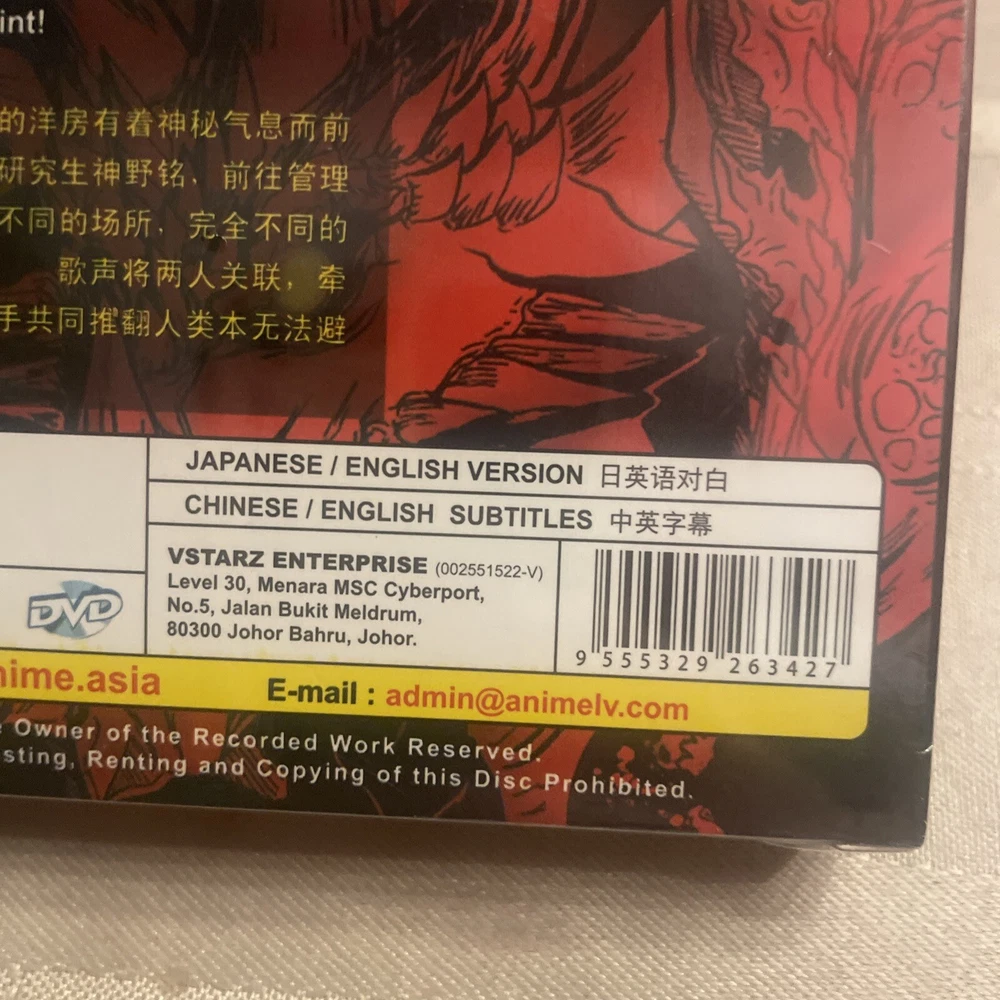 int!
的洋房有着神秘气息而前
研究生神野铭，前往管理
不同的场所，完全不同的
歌声将两人关联，牵
手共同推翻人类本无法避
JAPANESE / ENGLISH VERSION 日英语对白
CHINESE / ENGLISH SUBTITLES 中英字幕
VSTARZ ENTERPRISE (002551522-V)
Level 30, Menara MSC Cyberport,
No.5, Jalan Bukit Meldrum,
80300 Johor Bahru, Johor.
DVD
9 555329 263427
nime.asia
E-mail : admin@animelv.com
Owner of the Recorded Work Reserved.
sting, Renting and Copying of this Disc Prohibited.